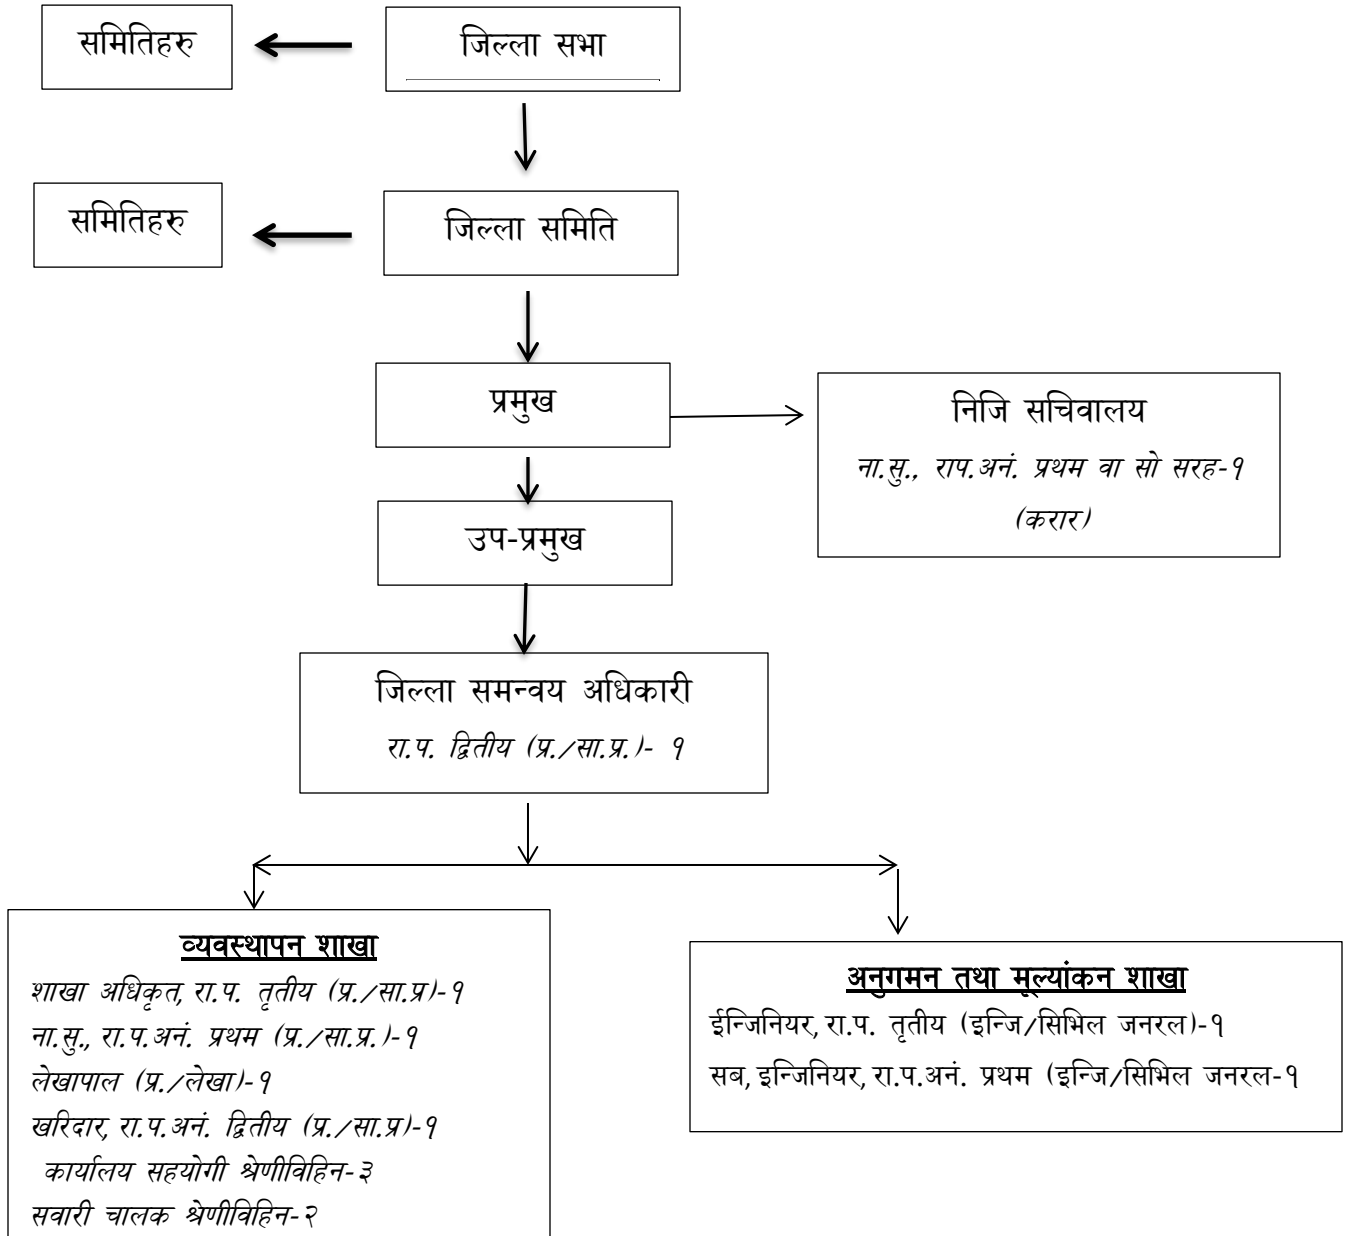 समितिहरु
जिल्ला सभा
समितिहरु
जिल्ला समिति
प्रमुख
निजि सचिवालय
ना.सु., राप.अनं. प्रथम वा सो सरह-१
(करार)
उप-प्रमुख
जिल्ला समन्वय अधिकारी
रा.प. द्वितीय (प्र./सा.प्र.)- १
व्यवस्थापन शाखा
शाखा अधिकृत, रा.प. तृतीय (प्र./सा.प्र)-१
ना.सु., रा.प.अनं. प्रथम (प्र./सा.प्र.)-१
लेखापाल (प्र./लेखा)-१
खरिदार, रा.प.अनं. द्वितीय (प्र./सा.प्र)-१
कार्यालय सहयोगी श्रेणीविहिन-३
सवारी चालक श्रेणीविहिन-२
अनुगमन तथा मूल्यांकन शाखा
ईन्जिनियर, रा.प. तृतीय (इन्जि/सिभिल जनरल)-१
सब, इन्जिनियर, रा.प.अनं. प्रथम (इन्जि/सिभिल जनरल-१